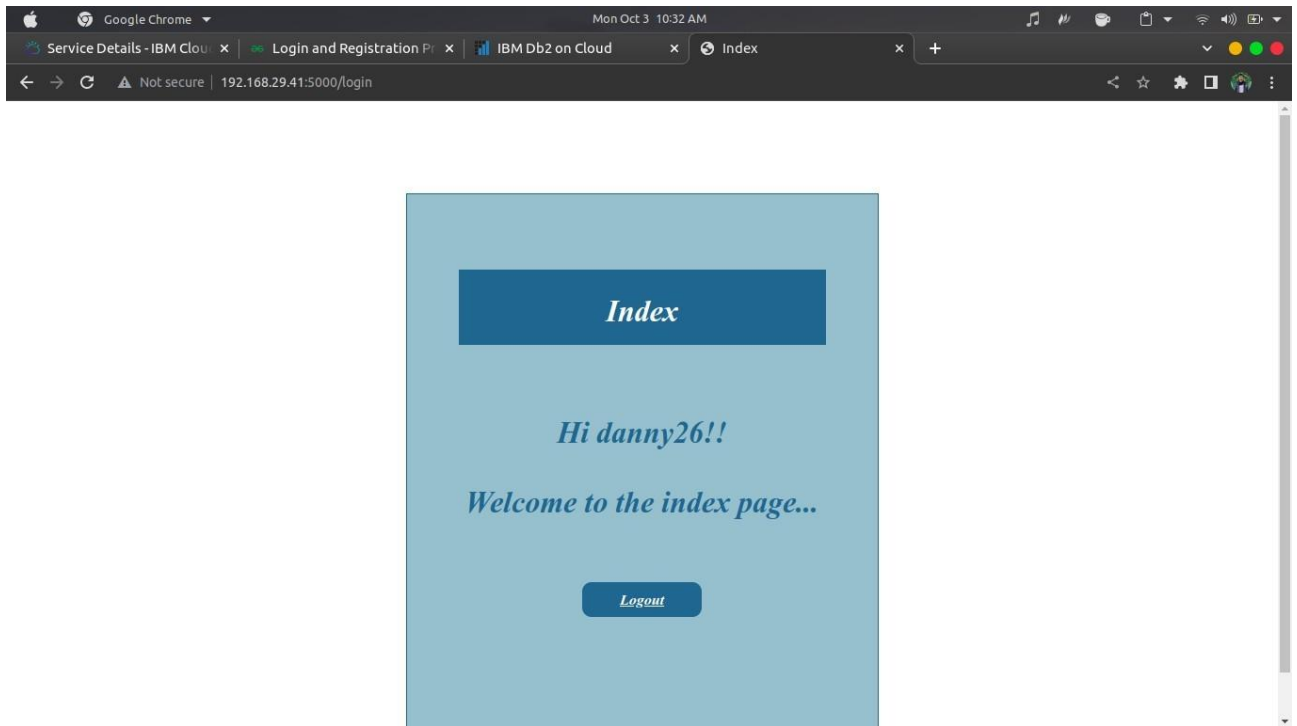 Google Chrome
Mon Oct 3 10:32 AM
Service Details - IBM Clou
Login and Registration Pr
IBM Db2 on Cloud
Index
Not secure | 192.168.29.41:5000/login
Index
Hi danny26!!
Welcome to the index page...
Logout